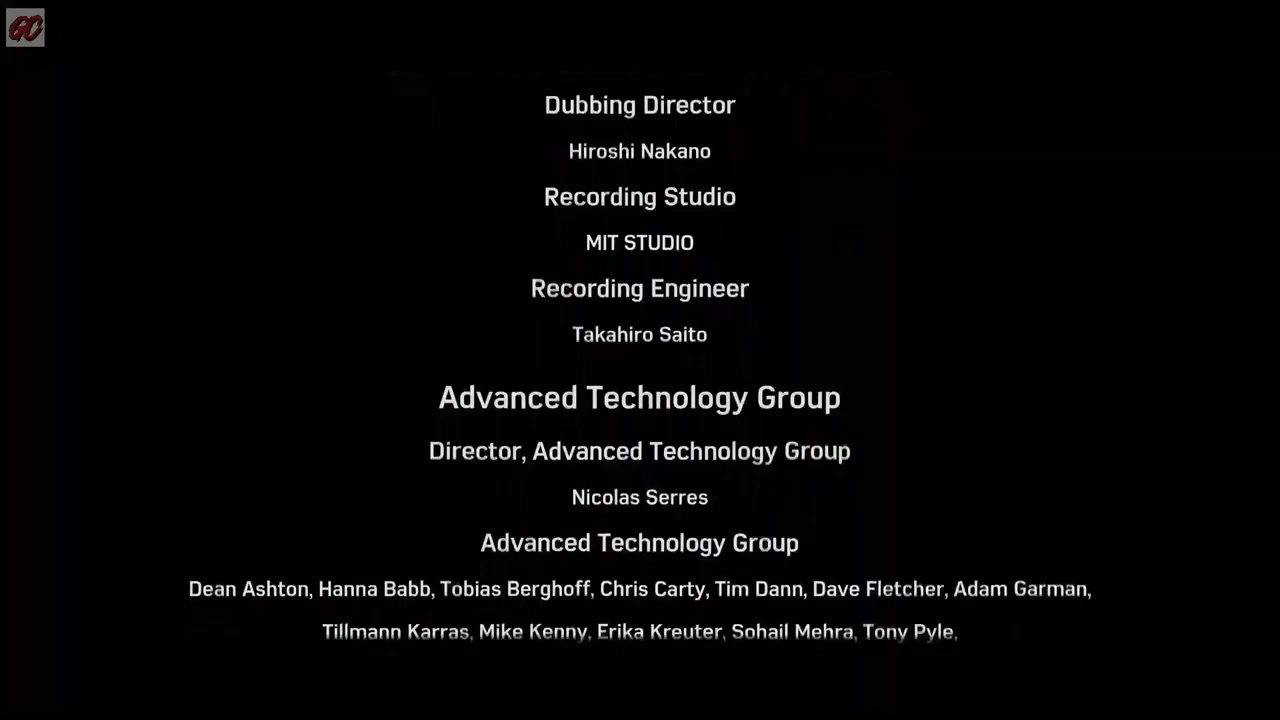 GC
Dubbing Director
Hiroshi Nakano
Recording Studio
MIT STUDIO
Recording Engineer
Takahiro Saito
Advanced Technology Group
Director, Advanced Technology Group
Nicolas Serres
Advanced Technology Group
Dean Ashton, Hanna Babb, Tobias Berghoff, Chris Carty, Tim Dann, Dave Fletcher, Adam Garman,
Tillmann Karras, Mike Kenny, Erika Kreuter, Sohail Mehra, Tony Pyle,